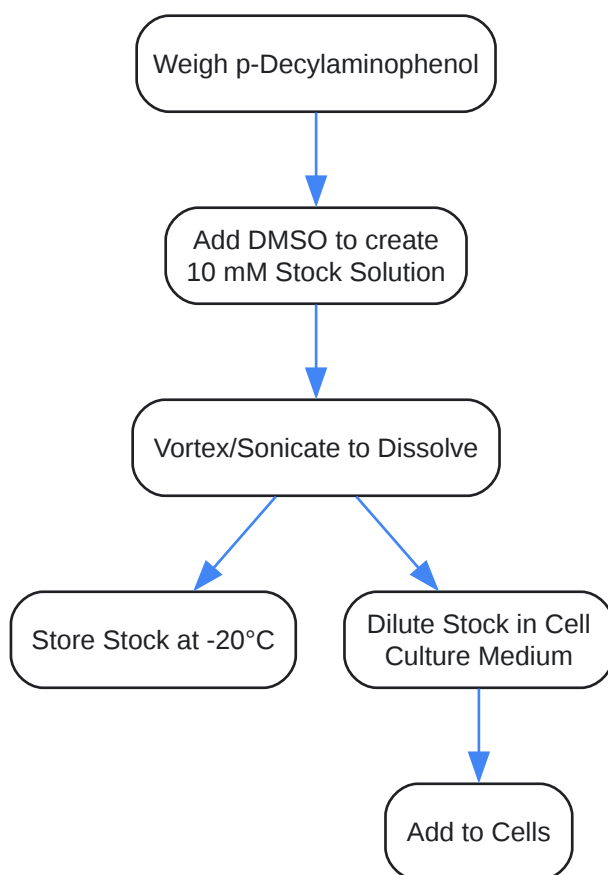 Weigh p-Decylaminophenol
Add DMSO to create
10 mM Stock Solution
Vortex/Sonicate to Dissolve
Store Stock at -20°C
Dilute Stock in Cell
Culture Medium
Add to Cells